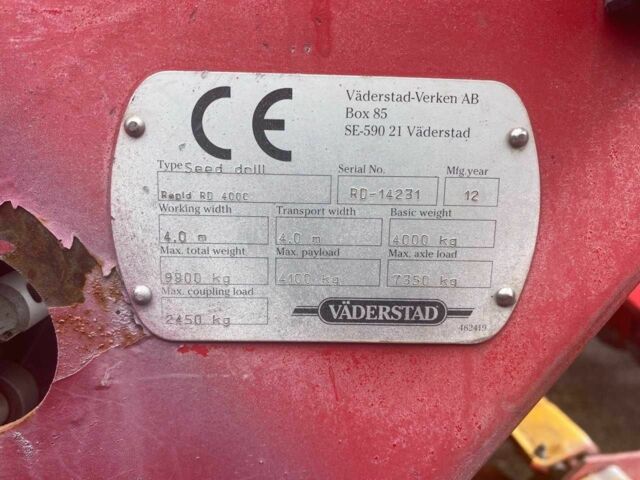 CE
Väderstad-Verken AB
Box 85
SE-590 21 Väderstad
Type Seed drill
Serial No.
Mfg.year
Rapid RD 400C
RD-14231
12
Working width
Transport width
Basic weight
4.0 m
4.0 m
4000 kg
Max. total weight
Max. payload
Max. axle load
9800 kg
4100 kg
7350 kg
Max. coupling load
2450 kg
VÄDERSTAD
462419